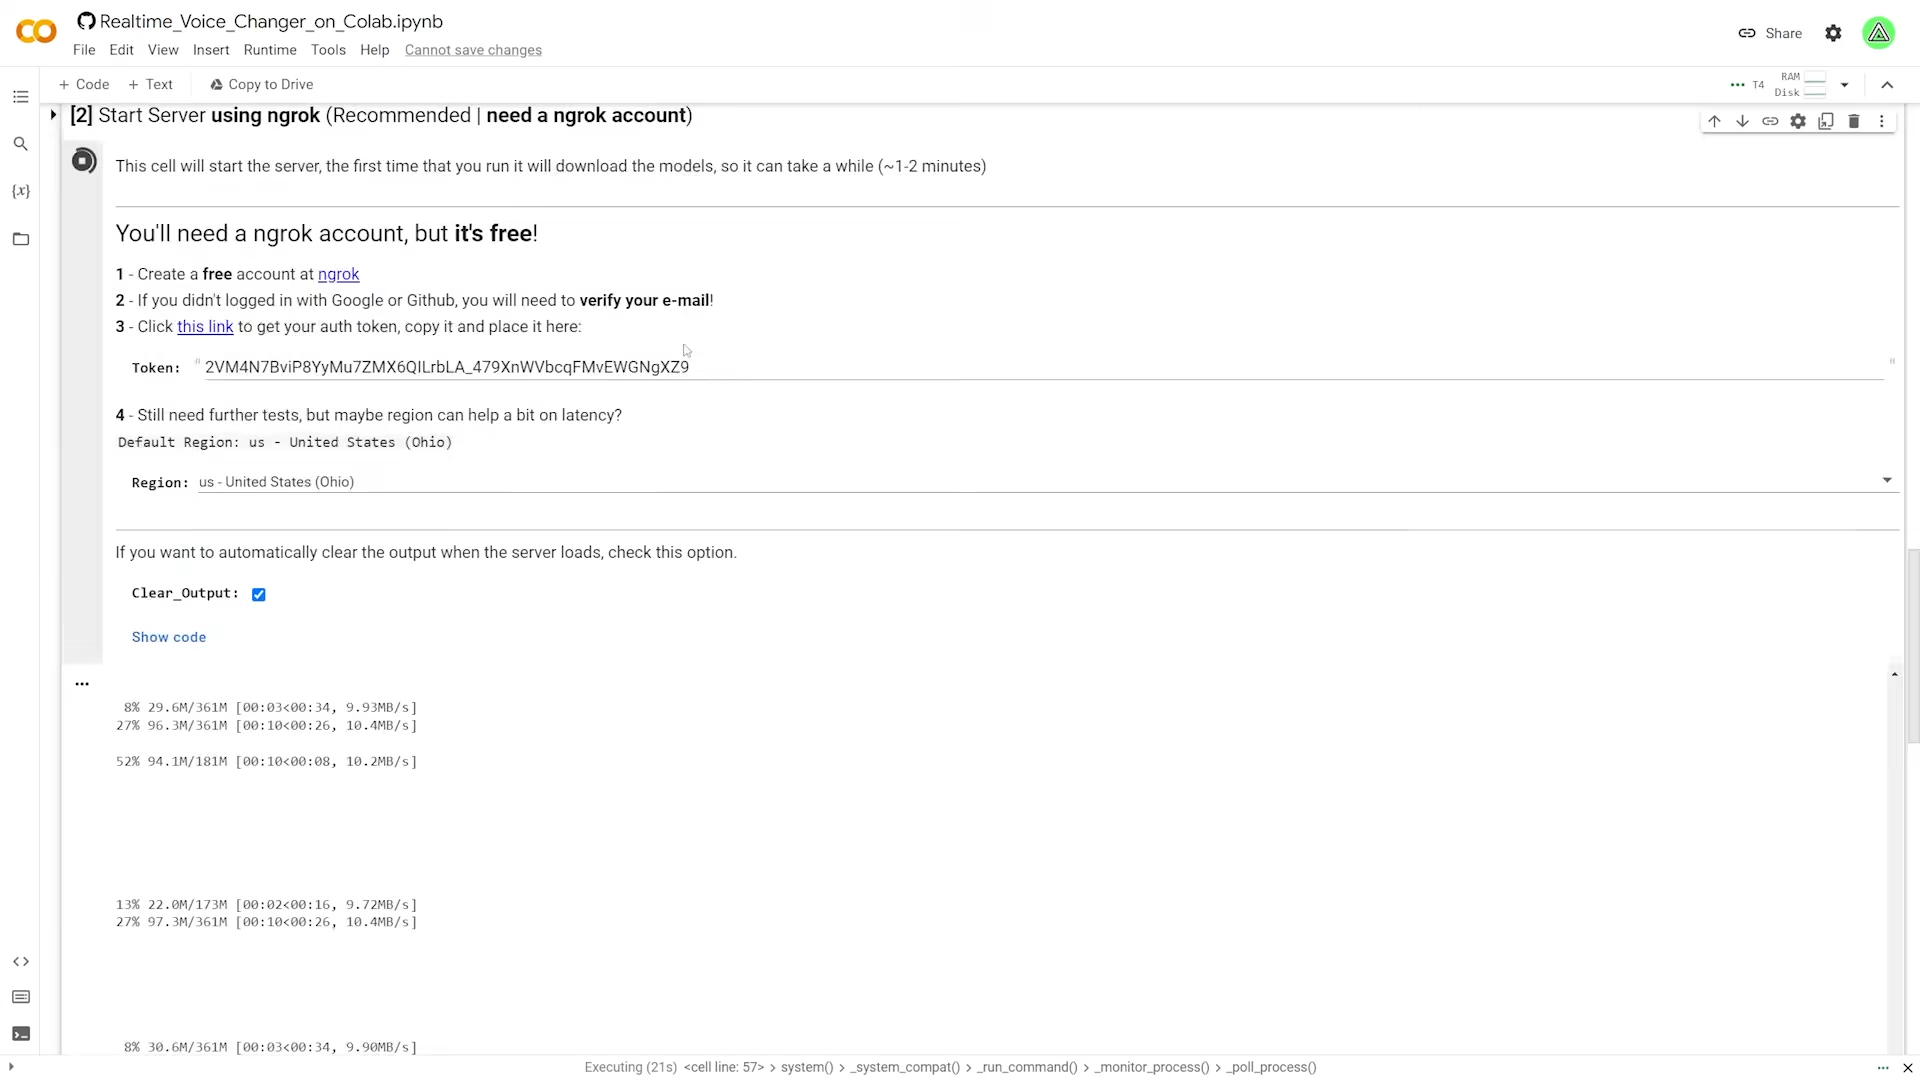 Realtime_Voice_Changer_on_Colab.ipynb
File Edit View Insert Runtime Tools Help Cannot save changes
Share
+ Code + Text Copy to Drive
T4 RAM
Disk
[2] Start Server using ngrok (Recommended | need a ngrok account)
This cell will start the server, the first time that you run it will download the models, so it can take a while (~1-2 minutes)
You'll need a ngrok account, but it's free!
1 - Create a free account at ngrok
2 - If you didn't logged in with Google or Github, you will need to verify your e-mail!
3 - Click this link to get your auth token, copy it and place it here:
Token: "2VM4N7BviP8YyMu7ZMX6QILrbLA_479XnWVbcqFMvEWGNgXZ9"
4 - Still need further tests, but maybe region can help a bit on latency?
Default Region: us - United States (Ohio)
Region: us - United States (Ohio)
If you want to automatically clear the output when the server loads, check this option.
Clear_Output:
Show code
...
8% 29.6M/361M [00:03<00:34, 9.93MB/s]
27% 96.3M/361M [00:10<00:26, 10.4MB/s]
52% 94.1M/181M [00:10<00:08, 10.2MB/s]
13% 22.0M/173M [00:02<00:16, 9.72MB/s]
27% 97.3M/361M [00:10<00:26, 10.4MB/s]
8% 30.6M/361M [00:03<00:34, 9.90MB/s]
Executing (21s) <cell line: 57> > system() > _system_compat() > _run_command() > _monitor_process() > _poll_process()